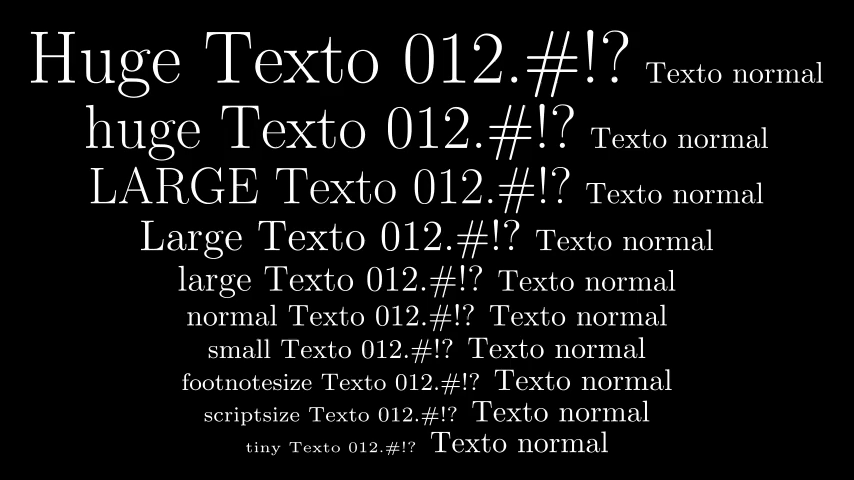 Huge Texto 012.#!? Texto normal
huge Texto 012.#!? Texto normal
LARGE Texto 012.#!? Texto normal
Large Texto 012.#!? Texto normal
large Texto 012.#!? Texto normal
normal Texto 012.#!? Texto normal
small Texto 012.#!? Texto normal
footnotesize Texto 012.#!? Texto normal
scriptsize Texto 012.#!? Texto normal
tiny Texto 012.#!? Texto normal